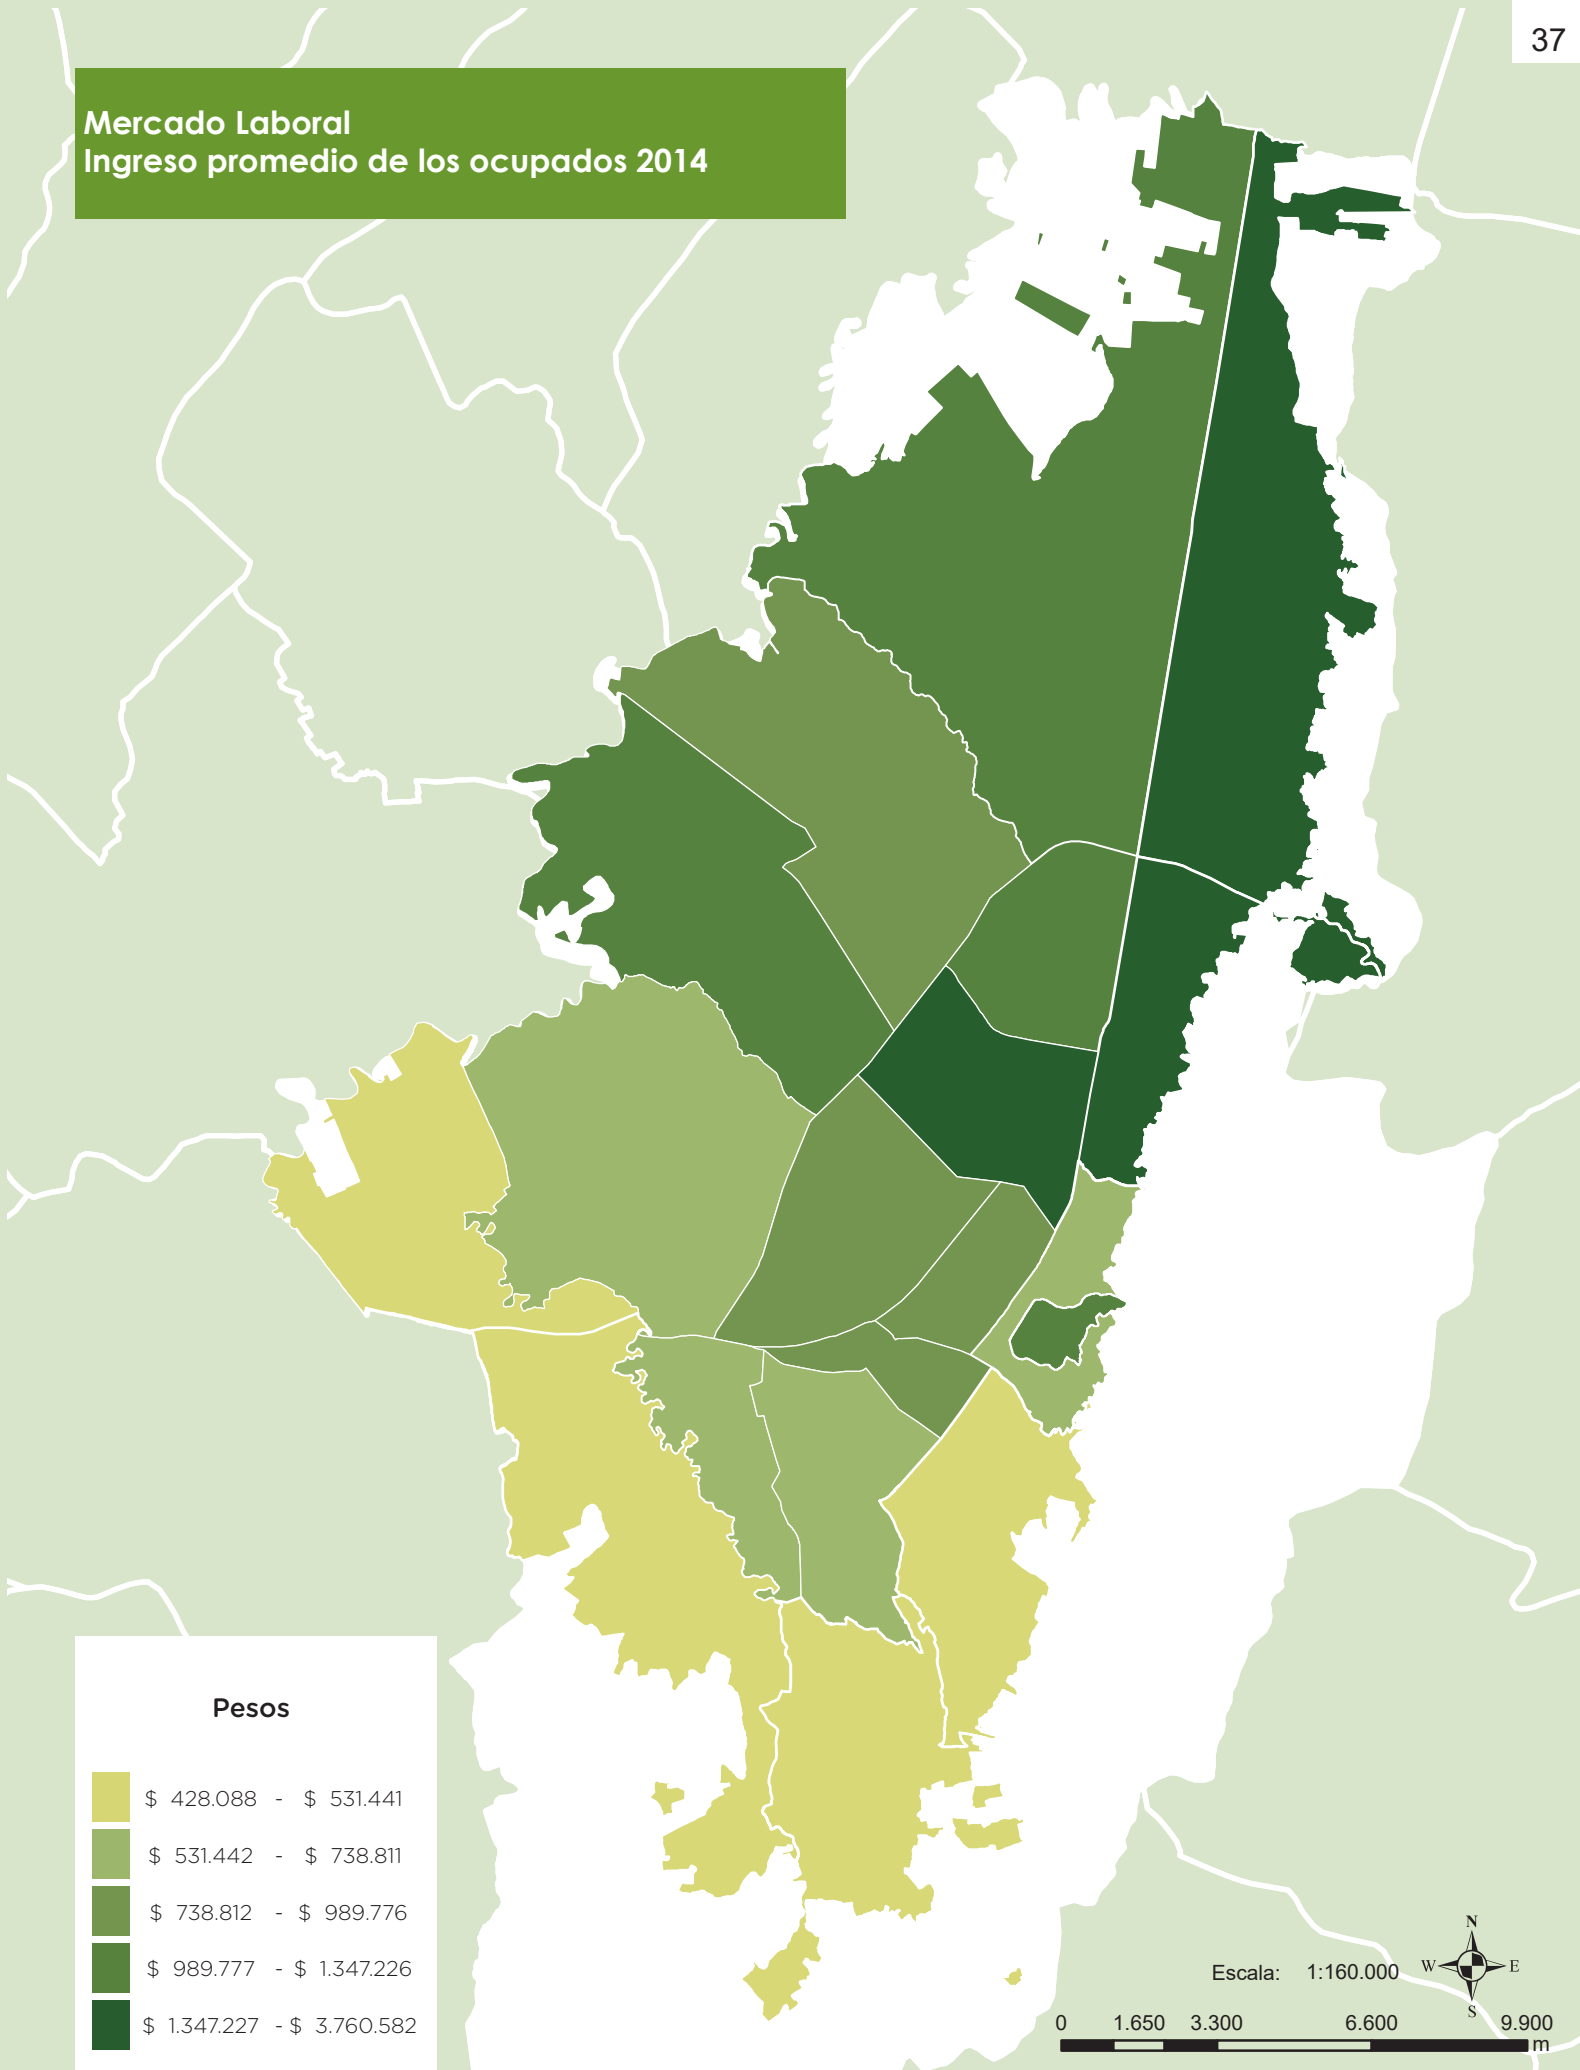 37
Mercado Laboral
Ingreso promedio de los ocupados 2014
Pesos
$ 428.088 - $ 531.441
$ 531.442 - $ 738.811
$ 738.812 - $ 989.776
$ 989.777 - $ 1.347.226
$ 1.347.227 - $ 3.760.582
N
Escala: 1:160.000 W E
S
0 1.650 3.300 6.600 9.900
m